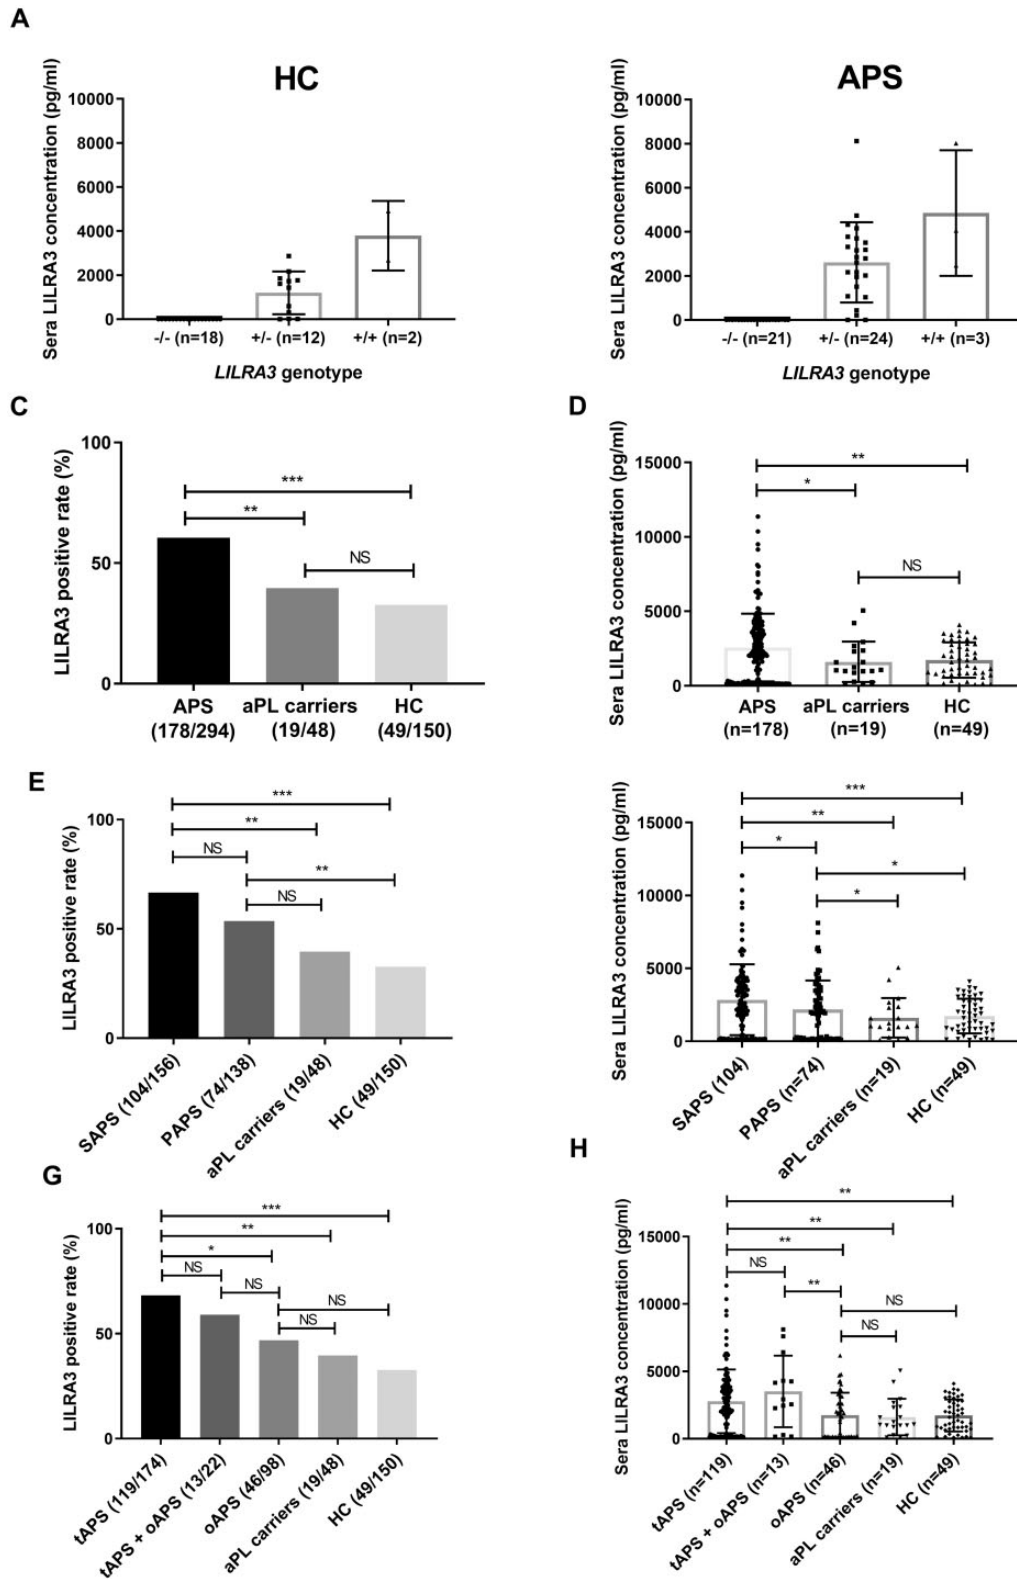 A
HC
Sera LILRA3 concentration (pg/ml)
10000
8000
6000
4000
2000
0
-/- (n=18)
+/- (n=12)
+/+ (n=2)
LILRA3 genotype
APS
Sera LILRA3 concentration (pg/ml)
10000
8000
6000
4000
2000
0
-/- (n=21)
+/- (n=24)
+/+ (n=3)
LILRA3 genotype
C
LILRA3 positive rate (%)
100
50
0
***
**
NS
APS
(178/294)
aPL carriers
(19/48)
HC
(49/150)
D
Sera LILRA3 concentration (pg/ml)
15000
10000
5000
0
**
*
NS
APS
(n=178)
aPL carriers
(n=19)
HC
(n=49)
E
LILRA3 positive rate (%)
100
50
0
***
**
NS
**
NS
SAPS (104/156)
PAPS (74/138)
aPL carriers (19/48)
HC (49/150)
Sera LILRA3 concentration (pg/ml)
15000
10000
5000
0
***
**
*
*
*
SAPS (104)
PAPS (n=74)
aPL carriers (n=19)
HC (n=49)
G
LILRA3 positive rate (%)
100
50
0
***
**
*
NS
NS
NS
NS
tAPS (119/174)
tAPS + oAPS (13/22)
oAPS (46/98)
aPL carriers (19/48)
HC (49/150)
H
Sera LILRA3 concentration (pg/ml)
15000
10000
5000
0
**
**
**
NS
**
NS
NS
tAPS (n=119)
tAPS + oAPS (n=13)
oAPS (n=46)
aPL carriers (n=19)
HC (n=49)